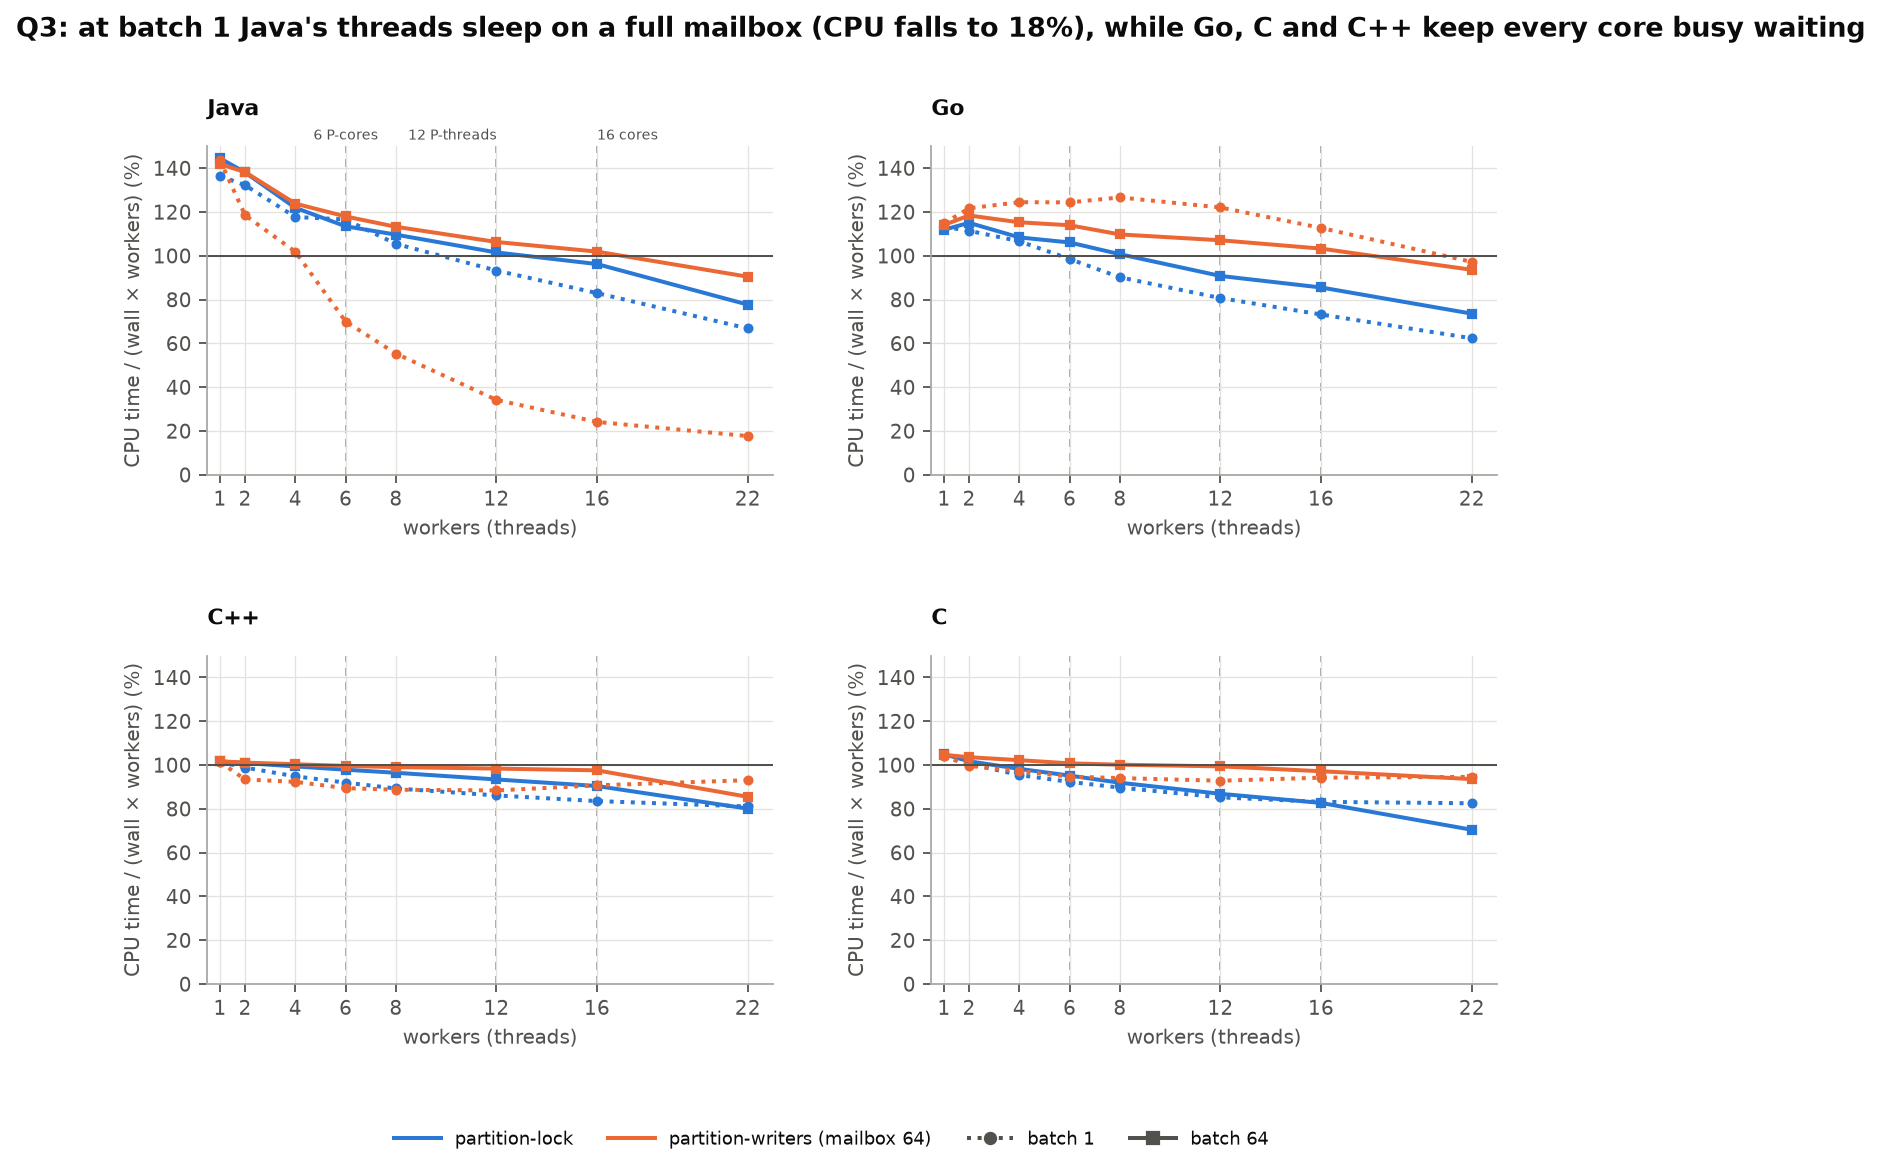 Q3: at batch 1 Java's threads sleep on a full mailbox (CPU falls to 18%), while Go, C and C++ keep every core busy waiting
Java
6 P-cores 12 P-threads 16 cores
CPU time / (wall × workers) (%)
140
120
100
80
60
40
20
0
1 2 4 6 8 12 16 22
workers (threads)
Go
CPU time / (wall × workers) (%)
140
120
100
80
60
40
20
0
1 2 4 6 8 12 16 22
workers (threads)
C++
CPU time / (wall × workers) (%)
140
120
100
80
60
40
20
0
1 2 4 6 8 12 16 22
workers (threads)
C
CPU time / (wall × workers) (%)
140
120
100
80
60
40
20
0
1 2 4 6 8 12 16 22
workers (threads)
partition-lock partition-writers (mailbox 64) batch 1 batch 64